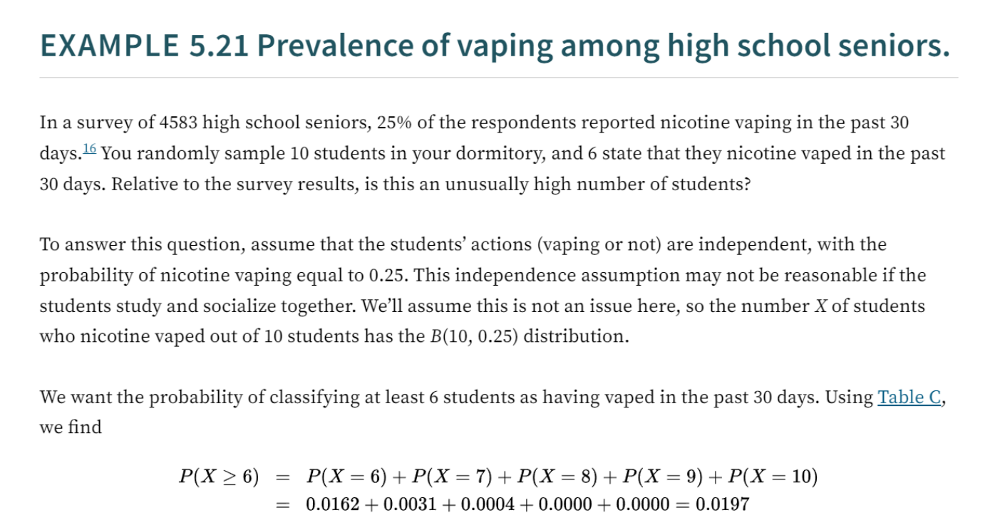 EXAMPLE 5.21 Prevalence of vaping among high school seniors.
In a survey of 4583 high school seniors, 25% of the respondents reported nicotine vaping in the past 30
days.16 You randomly sample 10 students in your dormitory, and 6 state that they nicotine vaped in the past
30 days. Relative to the survey results, is this an unusually high number of students?
To answer this question, assume that the students’ actions (vaping or not) are independent, with the
probability of nicotine vaping equal to 0.25. This independence assumption may not be reasonable if the
students study and socialize together. We’ll assume this is not an issue here, so the number X of students
who nicotine vaped out of 10 students has the B(10, 0.25) distribution.
We want the probability of classifying at least 6 students as having vaped in the past 30 days. Using Table C,
we find
P(X ≥ 6) = P(X = 6) + P(X = 7) + P(X = 8) + P(X = 9) + P(X = 10)
= 0.0162 + 0.0031 + 0.0004 + 0.0000 + 0.0000 = 0.0197